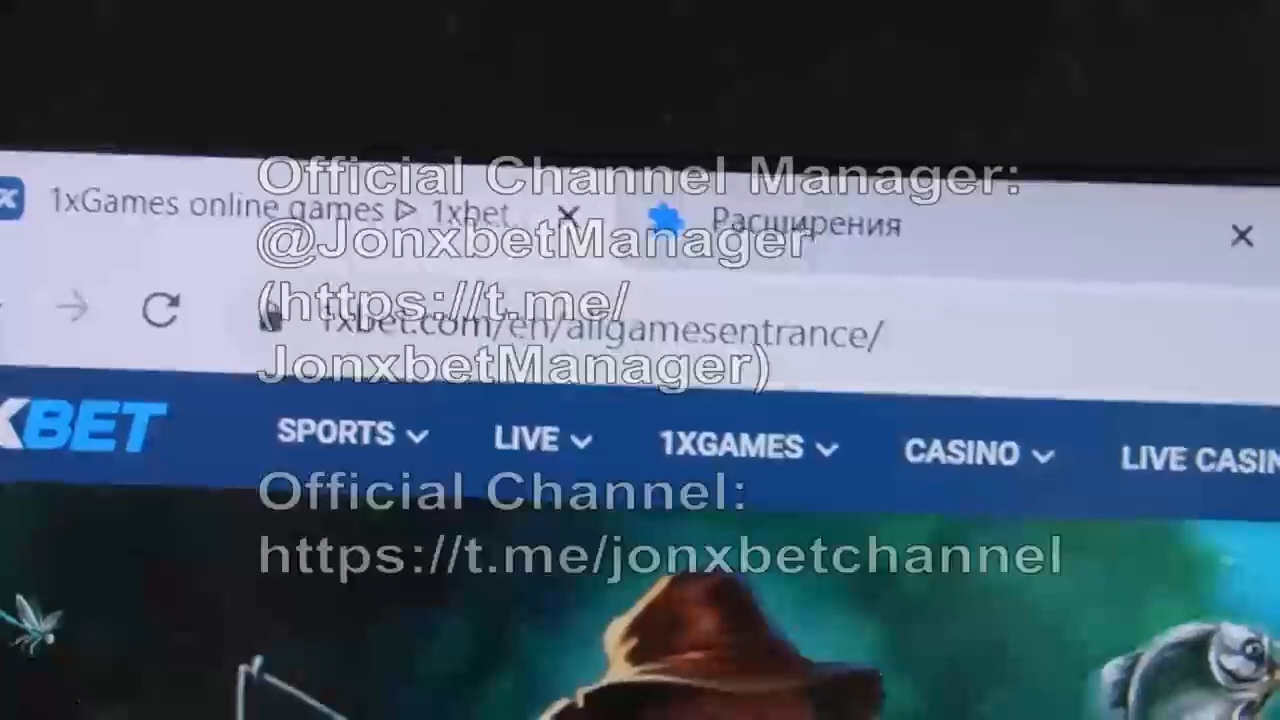 Official Channel Manager:
1xGames online games ᐅ 1xbet
Расширения
@JonxbetManager
(https://t.me/
1xbet.com/en/allgamesentrance/
JonxbetManager)
XBET
SPORTS
LIVE
1XGAMES
CASINO
LIVE CASIN
Official Channel:
https://t.me/jonxbetchannel